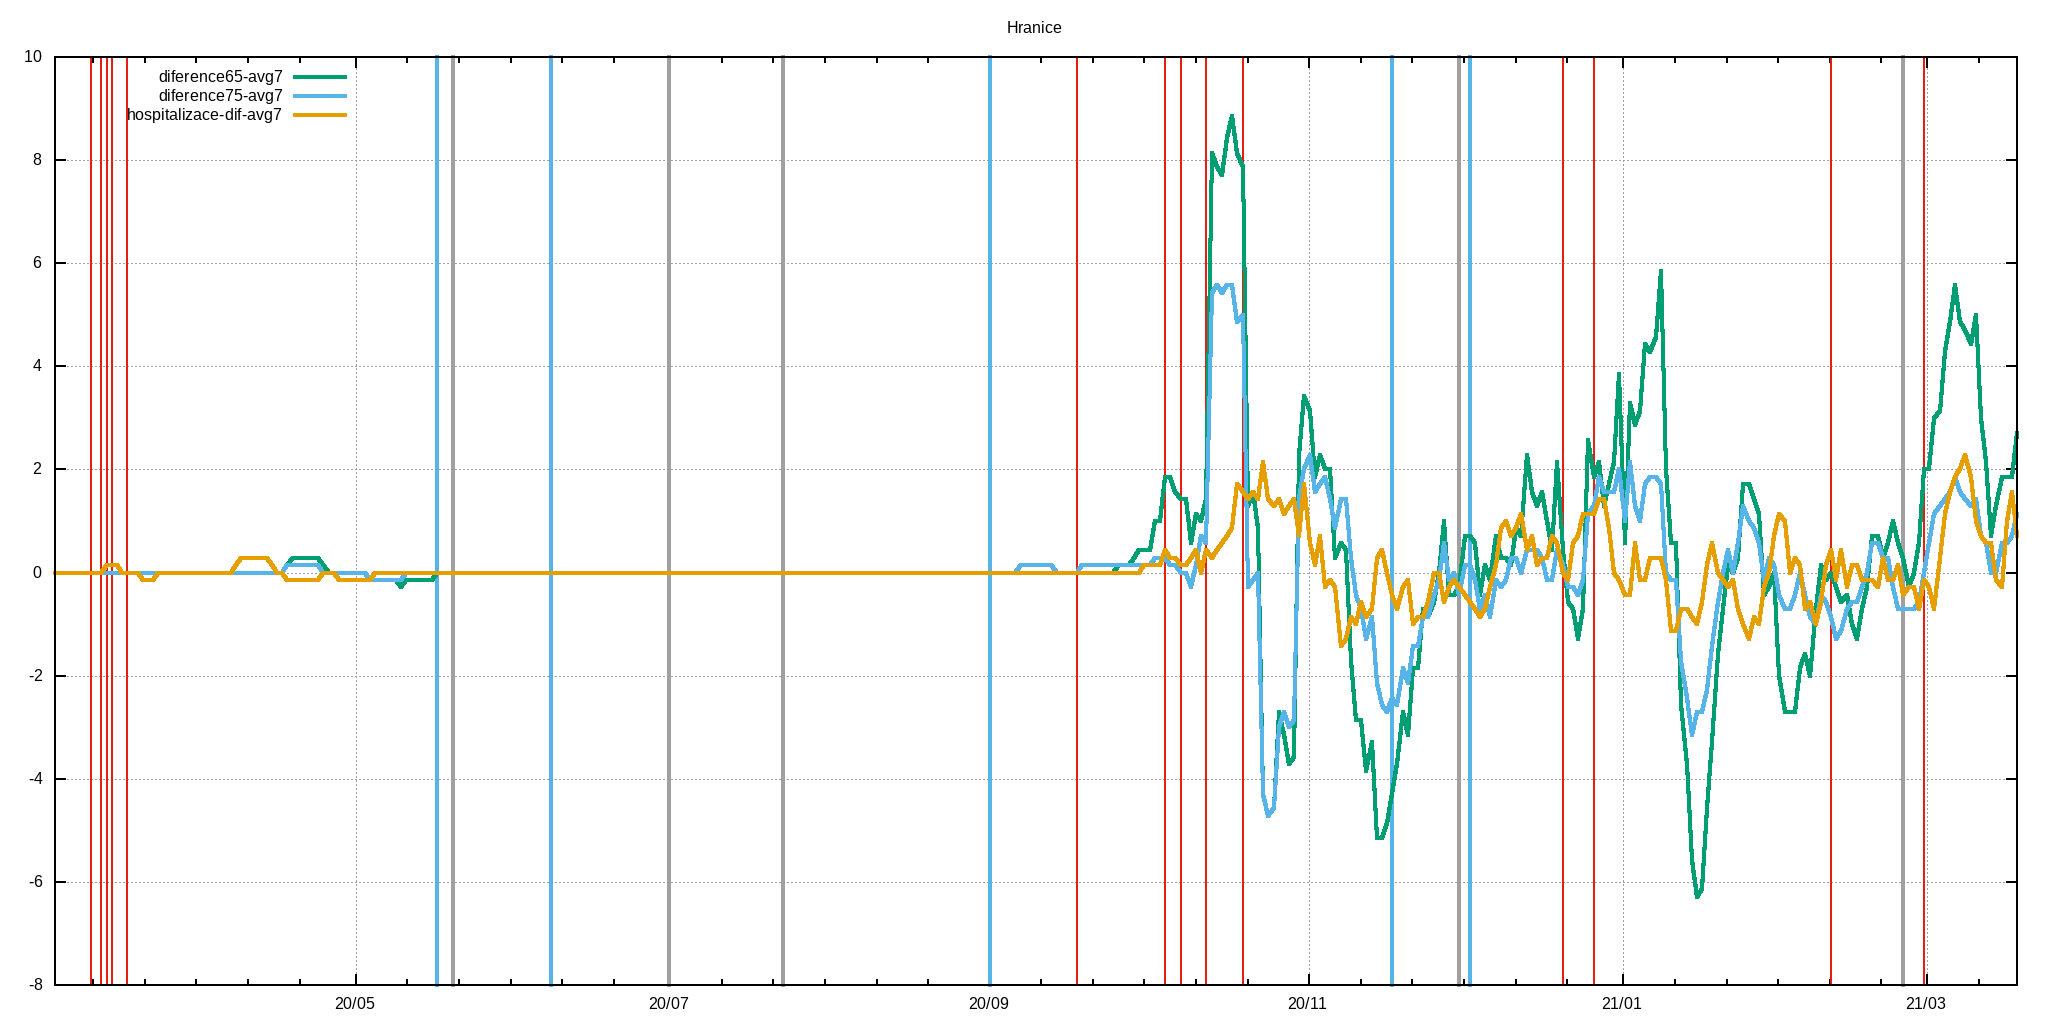 Hranice
diference65-avg7
diference75-avg7
hospitalizace-dif-avg7
10
8
6
4
2
0
-2
-4
-6
-8
20/05 20/07 20/09 20/11 21/01 21/03